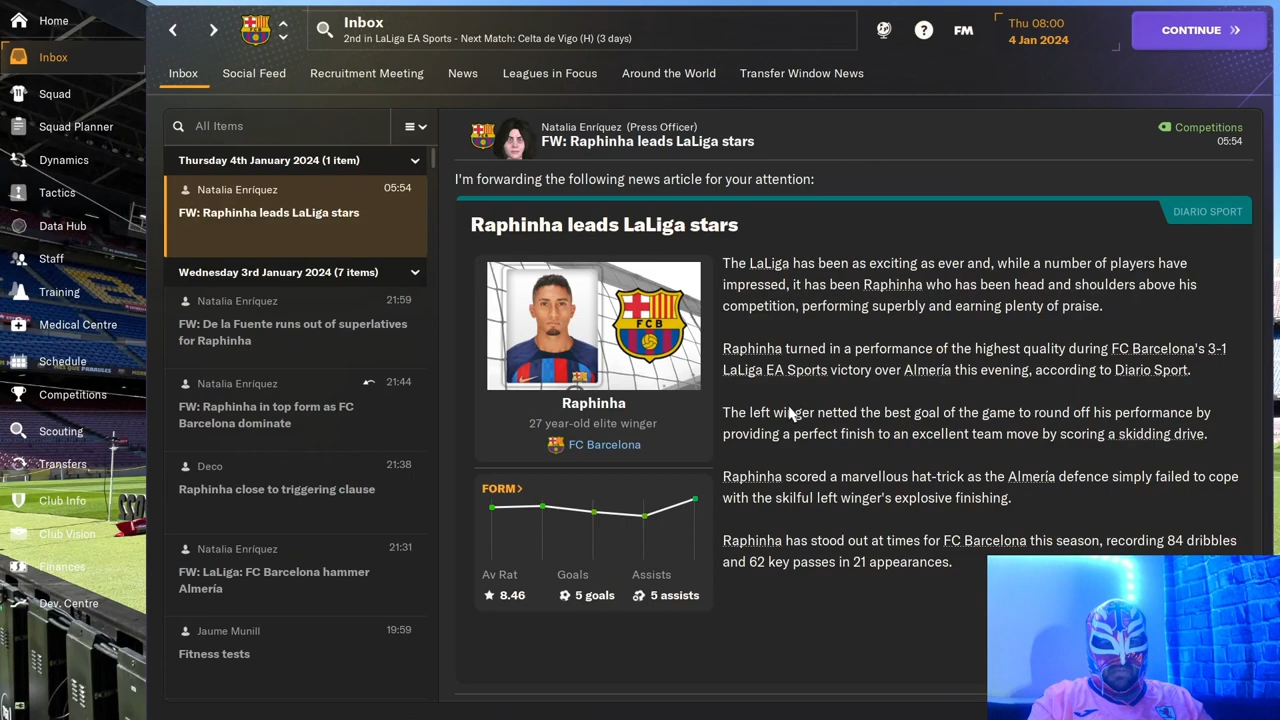 Home
Inbox
Squad
Squad Planner
Dynamics
Tactics
Data Hub
Staff
Training
Medical Centre
Schedule
Competitions
Scouting
Transfers
Club Info
Club Vision
Finances
Dev. Centre
Inbox
2nd in LaLiga EA Sports - Next Match: Celta de Vigo (H) (3 days)
?
FM
Thu 08:00
4 Jan 2024
CONTINUE
Inbox Social Feed Recruitment Meeting News Leagues in Focus Around the World Transfer Window News
All Items
Thursday 4th January 2024 (1 item)
Natalia Enríquez 05:54
FW: Raphinha leads LaLiga stars
Wednesday 3rd January 2024 (7 items)
Natalia Enríquez 21:59
FW: De la Fuente runs out of superlatives
for Raphinha
Natalia Enríquez 21:44
FW: Raphinha in top form as FC
Barcelona dominate
Deco 21:38
Raphinha close to triggering clause
Natalia Enríquez 21:31
FW: LaLiga: FC Barcelona hammer
Almería
Jaume Munill 19:59
Fitness tests
Natalia Enríquez (Press Officer)
FW: Raphinha leads LaLiga stars
Competitions
05:54
I'm forwarding the following news article for your attention:
DIARIO SPORT
Raphinha leads LaLiga stars
FCB
Raphinha
27 year-old elite winger
FC Barcelona
FORM>
Av Rat Goals Assists
8.46 5 goals 5 assists
The LaLiga has been as exciting as ever and, while a number of players have
impressed, it has been Raphinha who has been head and shoulders above his
competition, performing superbly and earning plenty of praise.
Raphinha turned in a performance of the highest quality during FC Barcelona's 3-1
LaLiga EA Sports victory over Almería this evening, according to Diario Sport.
The left winger netted the best goal of the game to round off his performance by
providing a perfect finish to an excellent team move by scoring a skidding drive.
Raphinha scored a marvellous hat-trick as the Almería defence simply failed to cope
with the skilful left winger's explosive finishing.
Raphinha has stood out at times for FC Barcelona this season, recording 84 dribbles
and 62 key passes in 21 appearances.